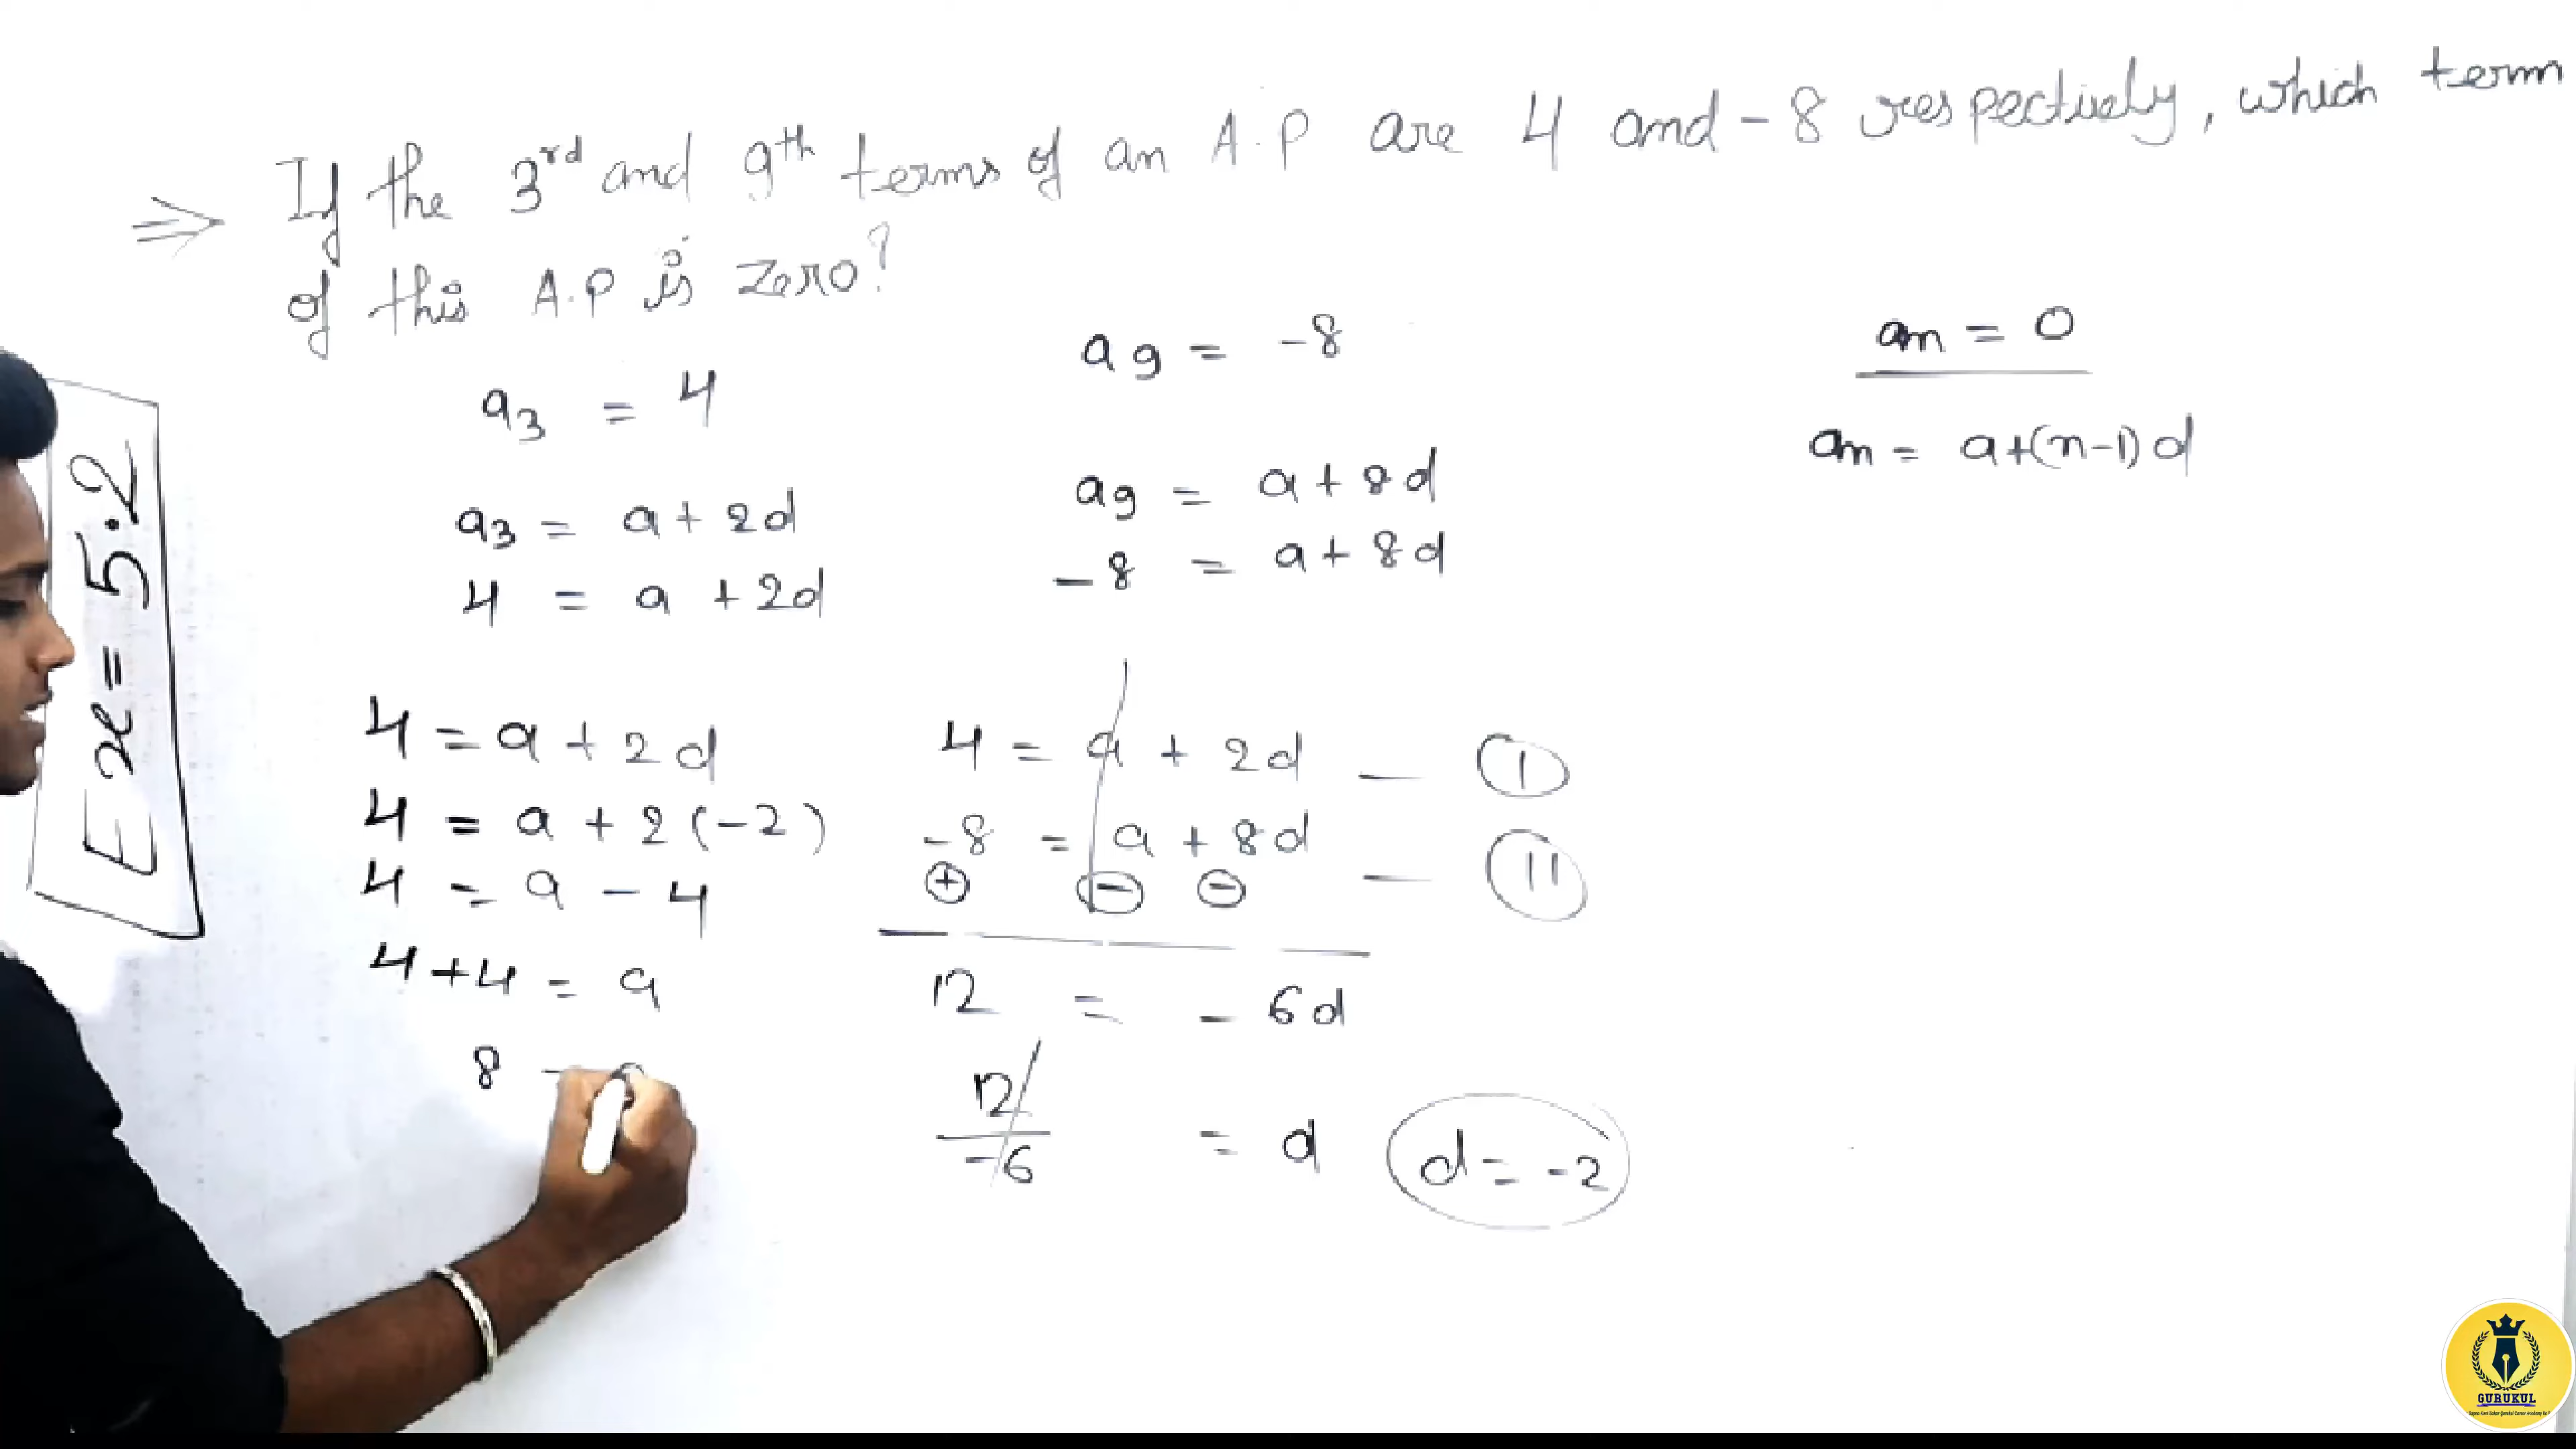 ⇒ If the 3rd and 9th terms of an A.P are 4 and -8 respectively, which term
of this A.P is zero?
Ex = 5.2
a3 = 4
a3 = a + 2d
4 = a + 2d
a9 = -8
a9 = a + 8d
-8 = a + 8d
an = 0
an = a+(n-1)d
4 = a + 2d
4 = a + 2(-2)
4 = a - 4
4+4 = a
8 =
4 = a + 2d — I
-8 = a + 8d — II
+ - -
12 = - 6d
12/-6 = d
d = -2
GURUKUL